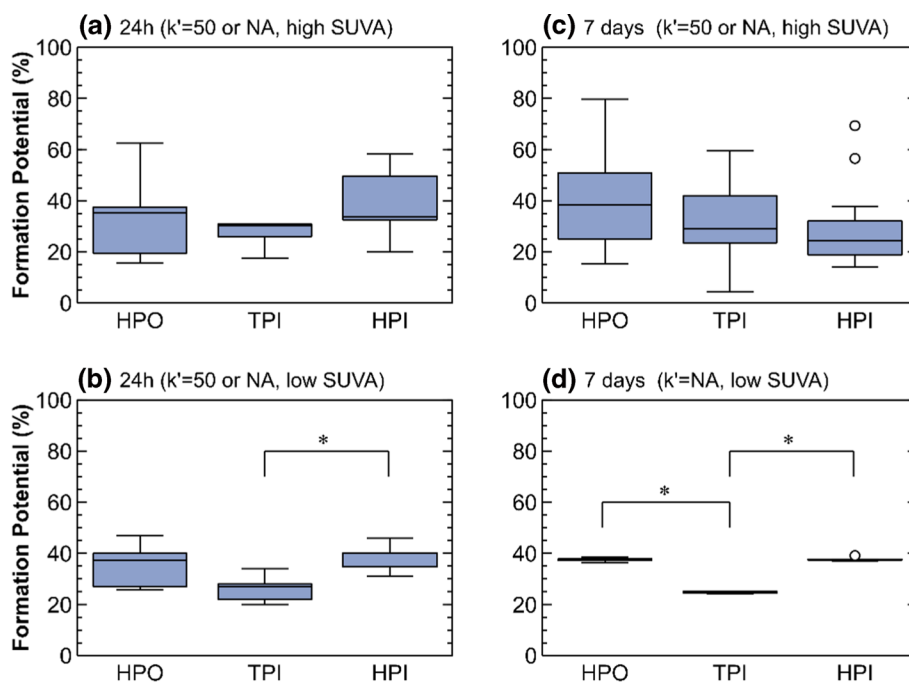 (a) 24h (k'=50 or NA, high SUVA)
Formation Potential (%)
100
80
60
40
20
0
HPO TPI HPI
(c) 7 days (k'=50 or NA, high SUVA)
100
80
60
40
20
0
HPO TPI HPI
(b) 24h (k'=50 or NA, low SUVA)
Formation Potential (%)
100
80
60
40
20
0
*
HPO TPI HPI
(d) 7 days (k'=NA, low SUVA)
100
80
60
40
20
0
*
*
HPO TPI HPI